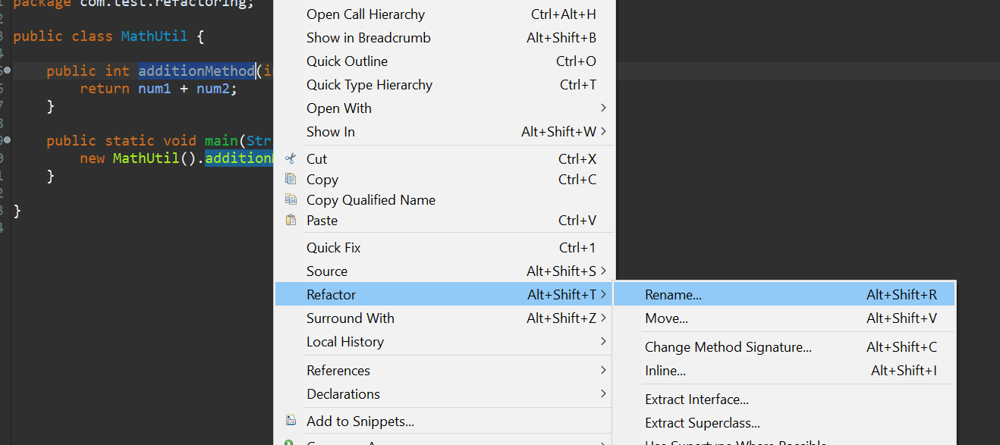 package com.test.refactoring;
public class MathUtil {
public int additionMethod(i
return num1 + num2;
}
public static void main(Str
new MathUtil().addition
}
}
Open Call Hierarchy Ctrl+Alt+H
Show in Breadcrumb Alt+Shift+B
Quick Outline Ctrl+O
Quick Type Hierarchy Ctrl+T
Open With
Show In Alt+Shift+W
Cut Ctrl+X
Copy Ctrl+C
Copy Qualified Name
Paste Ctrl+V
Quick Fix Ctrl+1
Source Alt+Shift+S
Refactor Alt+Shift+T
Surround With Alt+Shift+Z
Local History
References
Declarations
Add to Snippets...
Rename... Alt+Shift+R
Move... Alt+Shift+V
Change Method Signature... Alt+Shift+C
Inline... Alt+Shift+I
Extract Interface...
Extract Superclass...
Use Supertype Where Possible